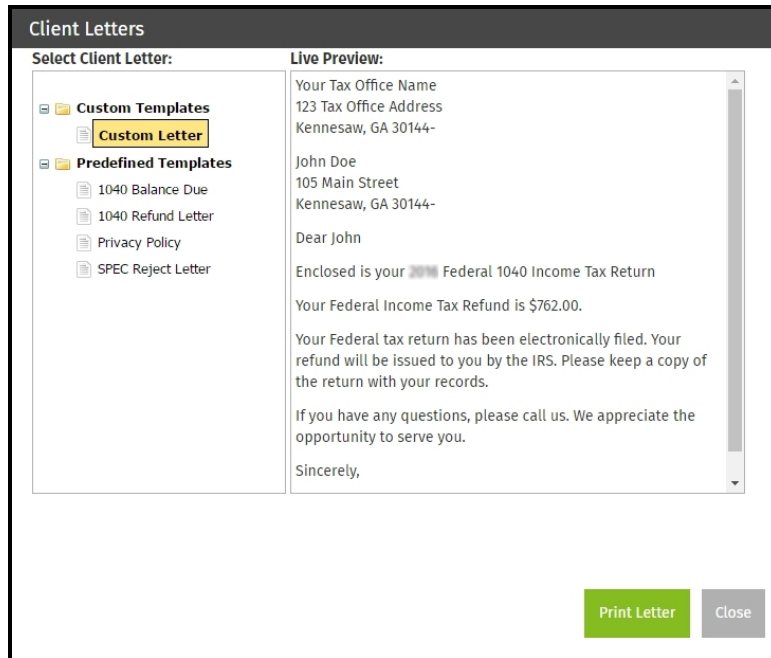 Client Letters
Select Client Letter:
Custom Templates
Custom Letter
Predefined Templates
1040 Balance Due
1040 Refund Letter
Privacy Policy
SPEC Reject Letter
Live Preview:
Your Tax Office Name
123 Tax Office Address
Kennesaw, GA 30144-
John Doe
105 Main Street
Kennesaw, GA 30144-
Dear John
Enclosed is your Federal 1040 Income Tax Return
Your Federal Income Tax Refund is $762.00.
Your Federal tax return has been electronically filed. Your
refund will be issued to you by the IRS. Please keep a copy of
the return with your records.
If you have any questions, please call us. We appreciate the
opportunity to serve you.
Sincerely,
Print Letter
Close